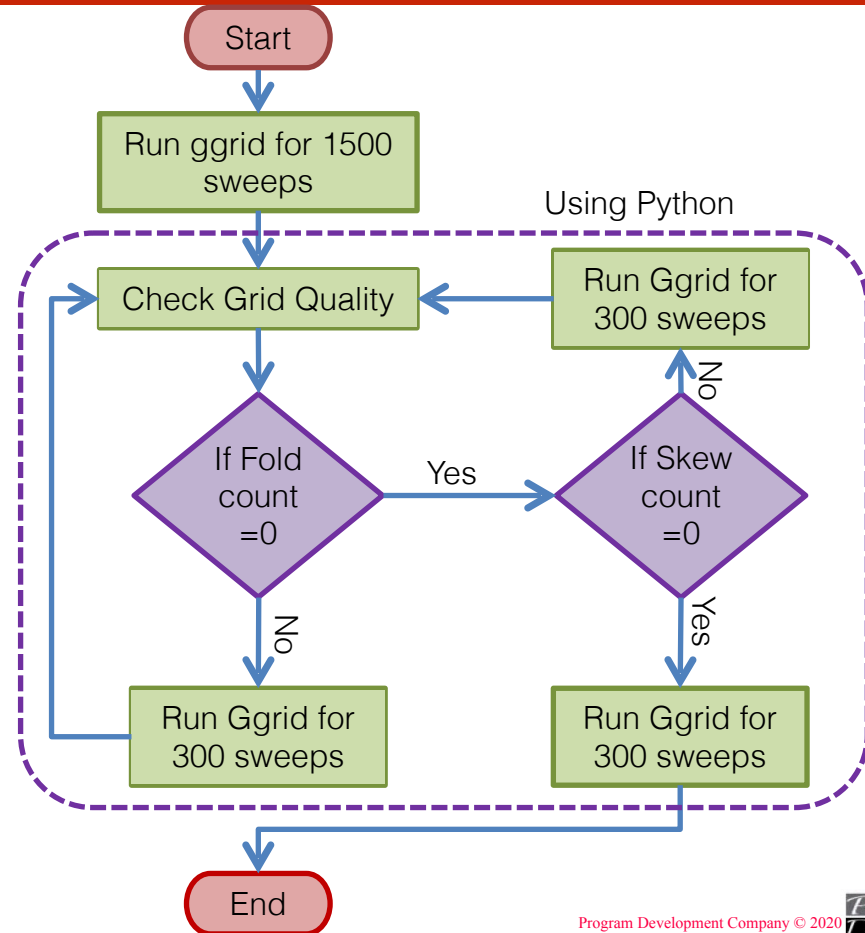 Start
Run ggrid for 1500
sweeps
Using Python
Check Grid Quality
Run Ggrid for
300 sweeps
No
If Fold
count
=0
Yes
If Skew
count
=0
No
Yes
Run Ggrid for
300 sweeps
Run Ggrid for
300 sweeps
End
Program Development Company © 2020